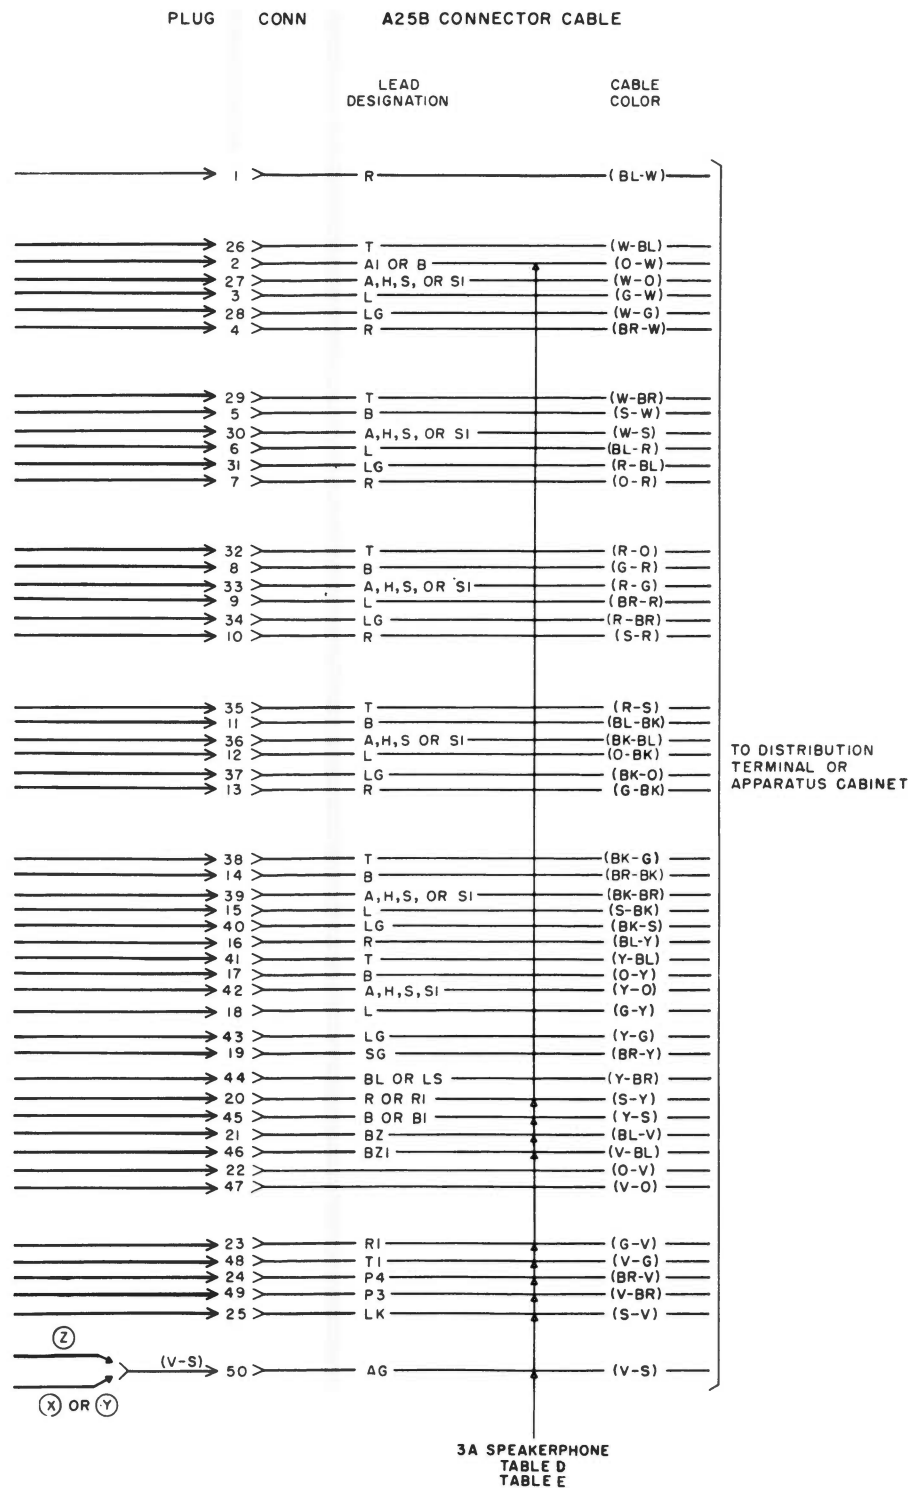 PLUG CONN A25B CONNECTOR CABLE
LEAD DESIGNATION CABLE COLOR
1 R (BL-W)
26 T (W-BL)
2 A1 OR B (O-W)
27 A,H,S, OR S1 (W-O)
3 L (G-W)
28 LG (W-G)
4 R (BR-W)
29 T (W-BR)
5 B (S-W)
30 A,H,S, OR S1 (W-S)
6 L (BL-R)
31 LG (R-BL)
7 R (O-R)
32 T (R-O)
8 B (G-R)
33 A,H,S, OR S1 (R-G)
9 L (BR-R)
34 LG (R-BR)
10 R (S-R)
35 T (R-S)
11 B (BL-BK)
36 A,H,S OR S1 (BK-BL)
12 L (O-BK)
37 LG (BK-O)
13 R (G-BK)
TO DISTRIBUTION
TERMINAL OR
APPARATUS CABINET
38 T (BK-G)
14 B (BR-BK)
39 A,H,S, OR S1 (BK-BR)
15 L (S-BK)
40 LG (BK-S)
16 R (BL-Y)
41 T (Y-BL)
17 B (O-Y)
42 A,H,S,S1 (Y-O)
18 L (G-Y)
43 LG (Y-G)
19 SG (BR-Y)
44 BL OR LS (Y-BR)
20 R OR R1 (S-Y)
45 B OR B1 (Y-S)
21 BZ (BL-V)
46 BZ1 (V-BL)
22 (O-V)
47 (V-O)
23 R1 (G-V)
48 T1 (V-G)
24 P4 (BR-V)
49 P3 (V-BR)
25 LK (S-V)
Z
(V-S) 50 AG (V-S)
X OR Y
3A SPEAKERPHONE
TABLE D
TABLE E